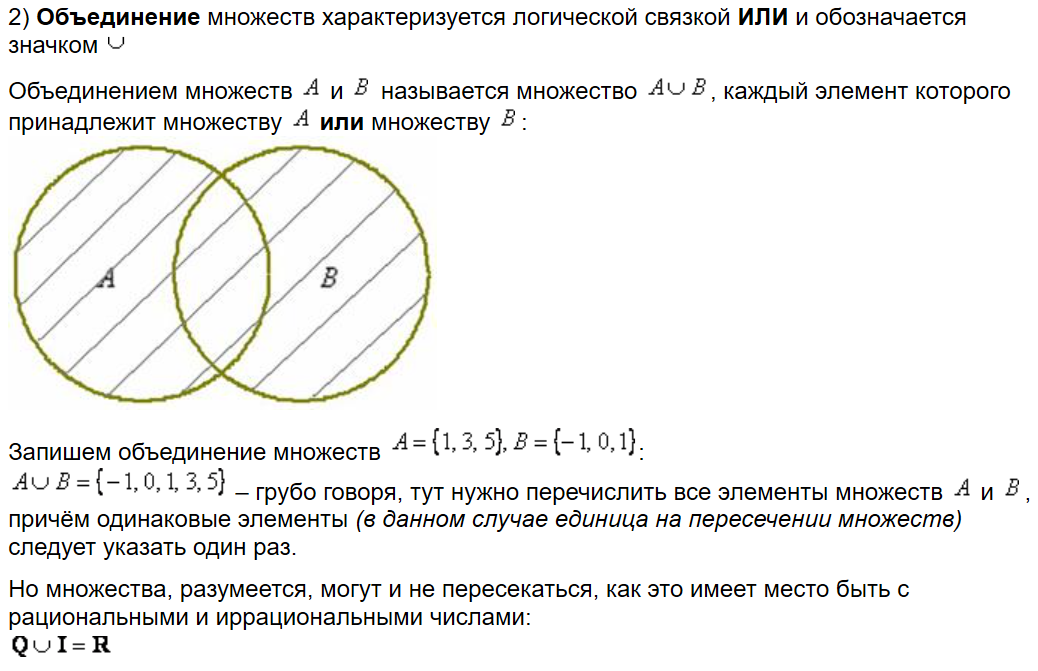 2) Объединение множеств характеризуется логической связкой ИЛИ и обозначается
значком ∪
Объединением множеств A и B называется множество A∪B, каждый элемент которого
принадлежит множеству A или множеству B:
A B
Запишем объединение множеств A={1, 3, 5}, B={−1, 0, 1}:
A∪B={−1, 0, 1, 3, 5} – грубо говоря, тут нужно перечислить все элементы множеств A и B,
причём одинаковые элементы (в данном случае единица на пересечении множеств)
следует указать один раз.
Но множества, разумеется, могут и не пересекаться, как это имеет место быть с
рациональными и иррациональными числами:
Q∪I=R